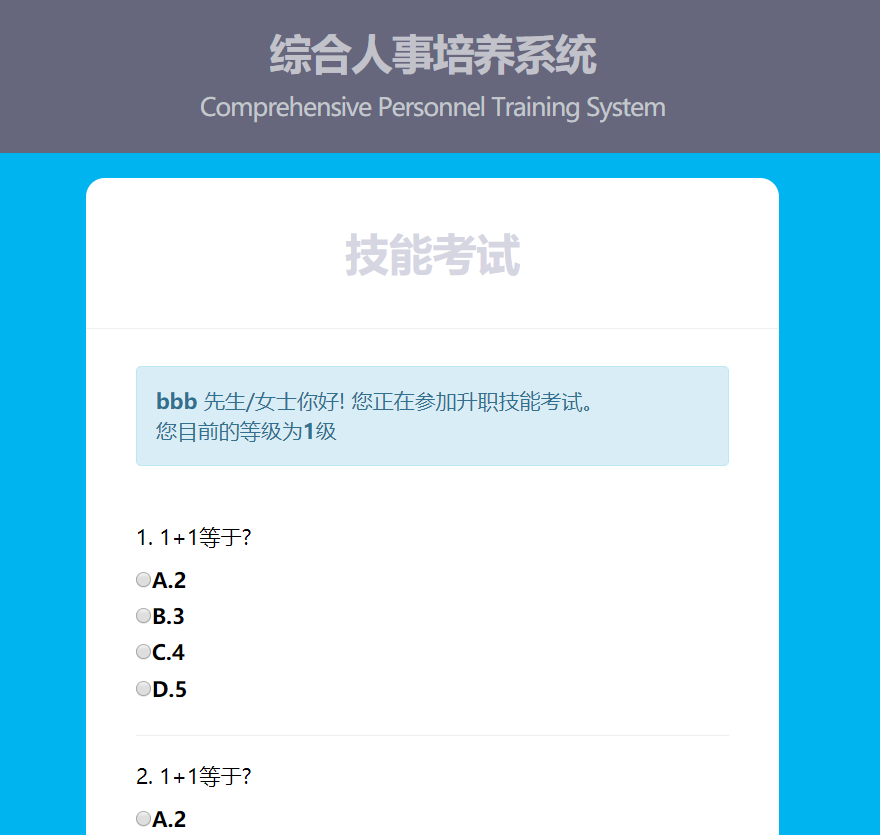 综合人事培养系统
Comprehensive Personnel Training System
技能考试
bbb 先生/女士你好! 您正在参加升职技能考试。
您目前的等级为1级
1. 1+1等于?
A.2
B.3
C.4
D.5
2. 1+1等于?
A.2